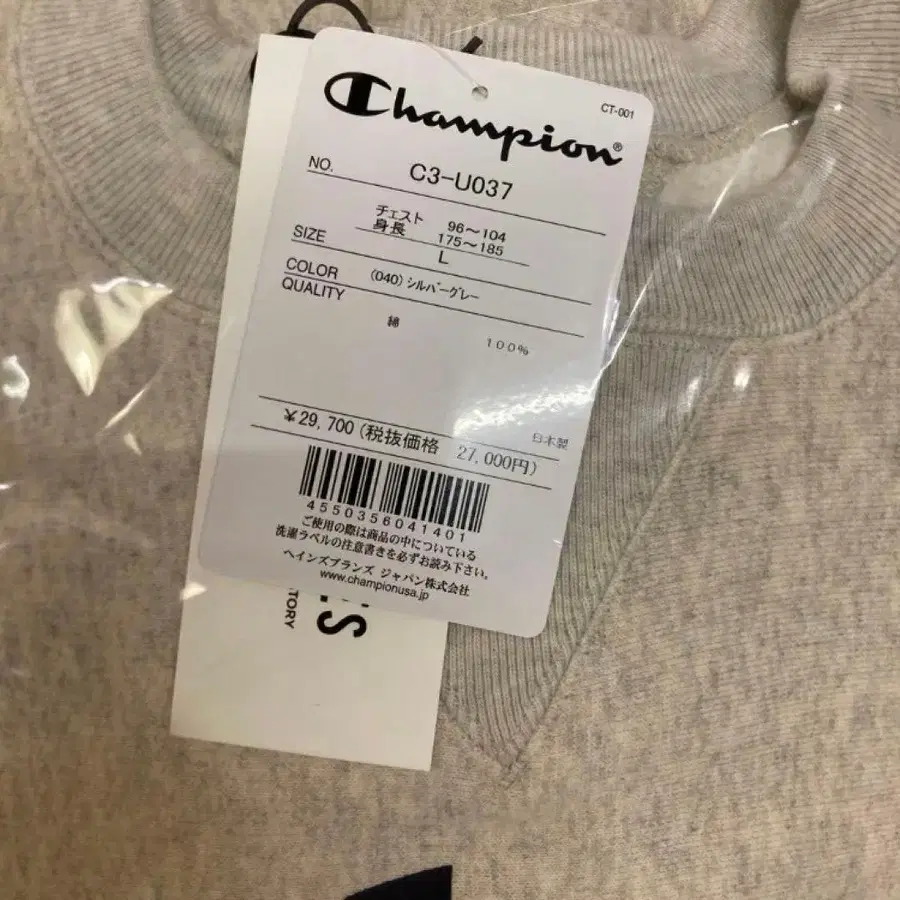 Champion®
CT-001
NO. C3-U037
チェスト 96〜104
身長 175〜185
SIZE L
COLOR (040)シルバーグレー
QUALITY
綿 100%
日本製
¥29,700(税抜価格 27,000円)
4550356041401
ご使用の際は商品の中についている
洗濯ラベルの注意書きを必ずお読み下さい。
ヘインズブランズ ジャパン株式会社
www.championusa.jp